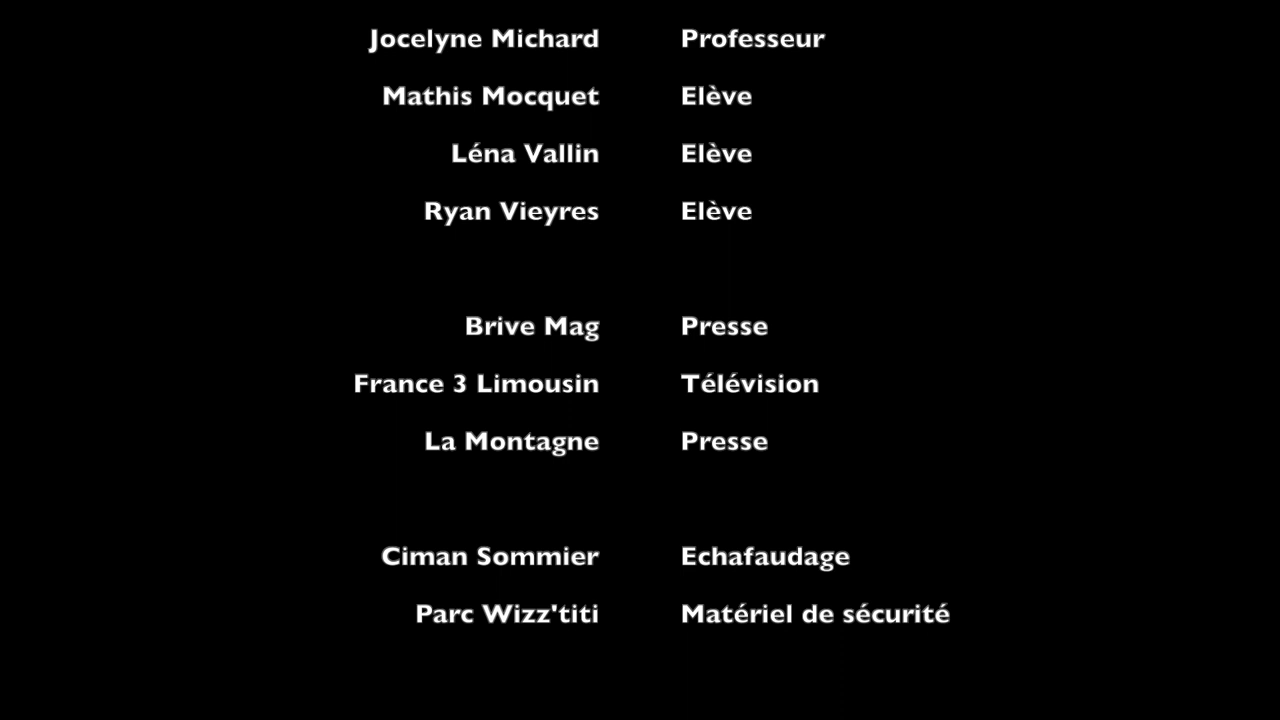 Jocelyne Michard Professeur
Mathis Mocquet Elève
Léna Vallin Elève
Ryan Vieyres Elève
Brive Mag Presse
France 3 Limousin Télévision
La Montagne Presse
Ciman Sommier Echafaudage
Parc Wizz'titi Matériel de sécurité